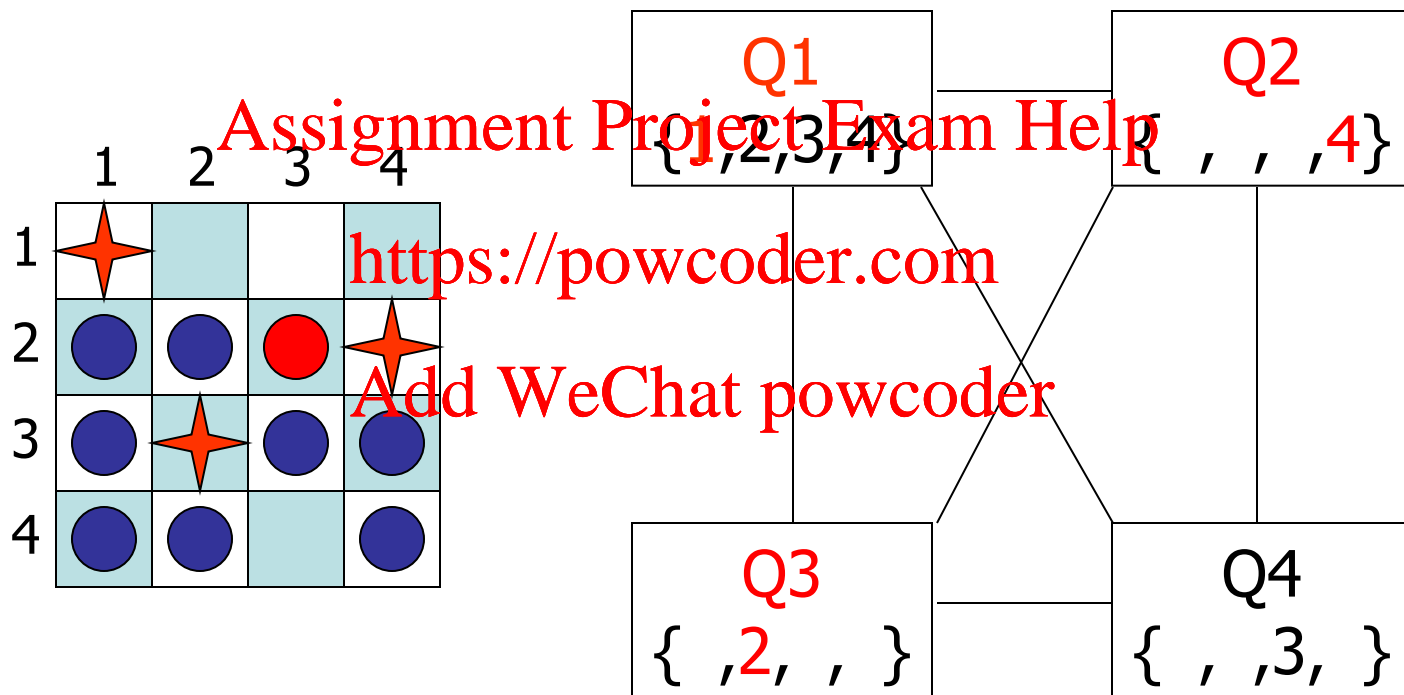 Q1
Q2
Assignment Project Exam Help
{1,2,3,4}
{ , , ,4}
1 2 3 4
1
https://powcoder.com
2
Add WeChat powcoder
3
4
Q3
Q4
{ ,2, , }
{ , ,3, }